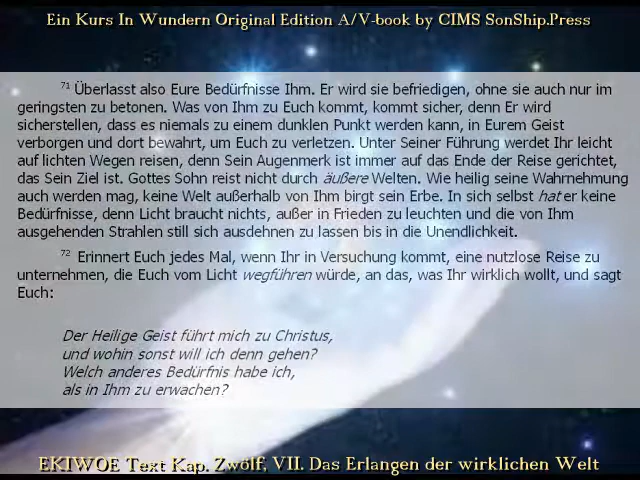 Ein Kurs In Wundern Original Edition A/V-book by CIMS SonShip.Press
71 Überlasst also Eure Bedürfnisse Ihm. Er wird sie befriedigen, ohne sie auch nur im
geringsten zu betonen. Was von Ihm zu Euch kommt, kommt sicher, denn Er wird
sicherstellen, dass es niemals zu einem dunklen Punkt werden kann, in Eurem Geist
verborgen und dort bewahrt, um Euch zu verletzen. Unter Seiner Führung werdet Ihr leicht
auf lichten Wegen reisen, denn Sein Augenmerk ist immer auf das Ende der Reise gerichtet,
das Sein Ziel ist. Gottes Sohn reist nicht durch äußere Welten. Wie heilig seine Wahrnehmung
auch werden mag, keine Welt außerhalb von Ihm birgt sein Erbe. In sich selbst hat er keine
Bedürfnisse, denn Licht braucht nichts, außer in Frieden zu leuchten und die von Ihm
ausgehenden Strahlen still sich ausdehnen zu lassen bis in die Unendlichkeit.
72 Erinnert Euch jedes Mal, wenn Ihr in Versuchung kommt, eine nutzlose Reise zu
unternehmen, die Euch vom Licht wegführen würde, an das, was Ihr wirklich wollt, und sagt
Euch:
Der Heilige Geist führt mich zu Christus,
und wohin sonst will ich denn gehen?
Welch anderes Bedürfnis habe ich,
als in Ihm zu erwachen?
EKIWOE Text Kap. Zwölf, VII. Das Erlangen der wirklichen Welt